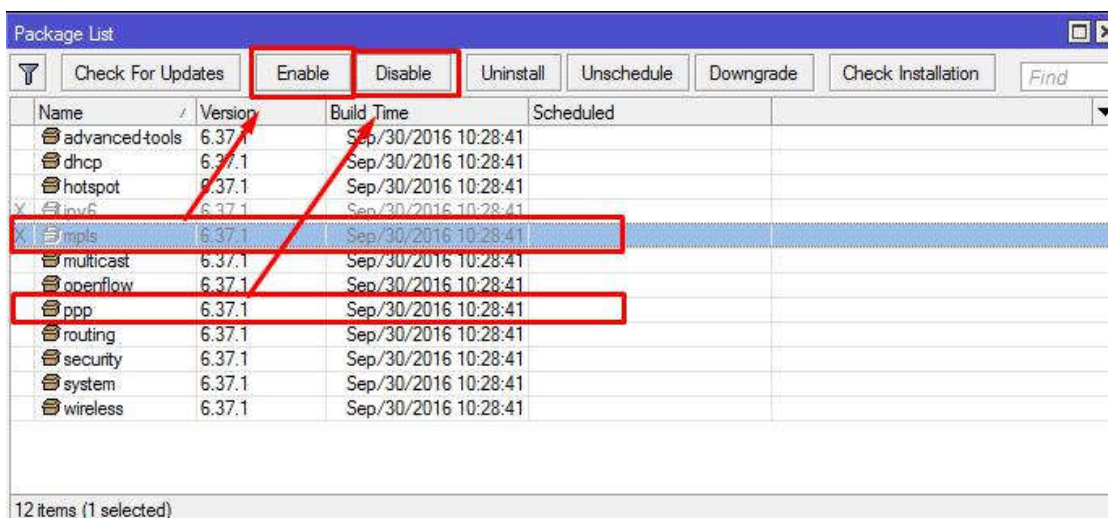 Package List
Check For Updates Enable Disable Uninstall Unschedule Downgrade Check Installation Find
Name Version Build Time Scheduled
advanced-tools 6.37.1 Sep/30/2016 10:28:41
dhcp 6.37.1 Sep/30/2016 10:28:41
hotspot 6.37.1 Sep/30/2016 10:28:41
X ipv6 6.37.1 Sep/30/2016 10:28:41
X mpls 6.37.1 Sep/30/2016 10:28:41
multicast 6.37.1 Sep/30/2016 10:28:41
openflow 6.37.1 Sep/30/2016 10:28:41
ppp 6.37.1 Sep/30/2016 10:28:41
routing 6.37.1 Sep/30/2016 10:28:41
security 6.37.1 Sep/30/2016 10:28:41
system 6.37.1 Sep/30/2016 10:28:41
wireless 6.37.1 Sep/30/2016 10:28:41
12 items (1 selected)